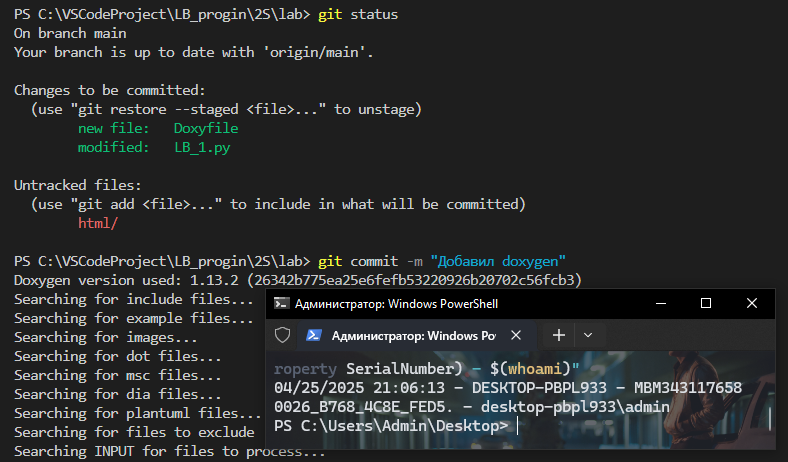 PS C:\VSCodeProject\LB_progin\2S\lab> git status
On branch main
Your branch is up to date with 'origin/main'.
Changes to be committed:
(use "git restore --staged <file>..." to unstage)
new file: Doxyfile
modified: LB_1.py
Untracked files:
(use "git add <file>..." to include in what will be committed)
html/
PS C:\VSCodeProject\LB_progin\2S\lab> git commit -m "Добавил doxygen"
Doxygen version used: 1.13.2 (26342b775ea25e6fefb53220926b20702c56fcb3)
Searching for include files...
Searching for example files...
Searching for images...
Searching for dot files...
Searching for msc files...
Searching for dia files...
Searching for plantuml files...
Searching for files to exclude
Searching INPUT for files to process...
Администратор: Windows PowerShell
Администратор: Windows Po
roperty SerialNumber) - $(whoami)"
04/25/2025 21:06:13 - DESKTOP-PBPL933 - MBM343117658
0026_B768_4C8E_FED5. - desktop-pbpl933\admin
PS C:\Users\Admin\Desktop>